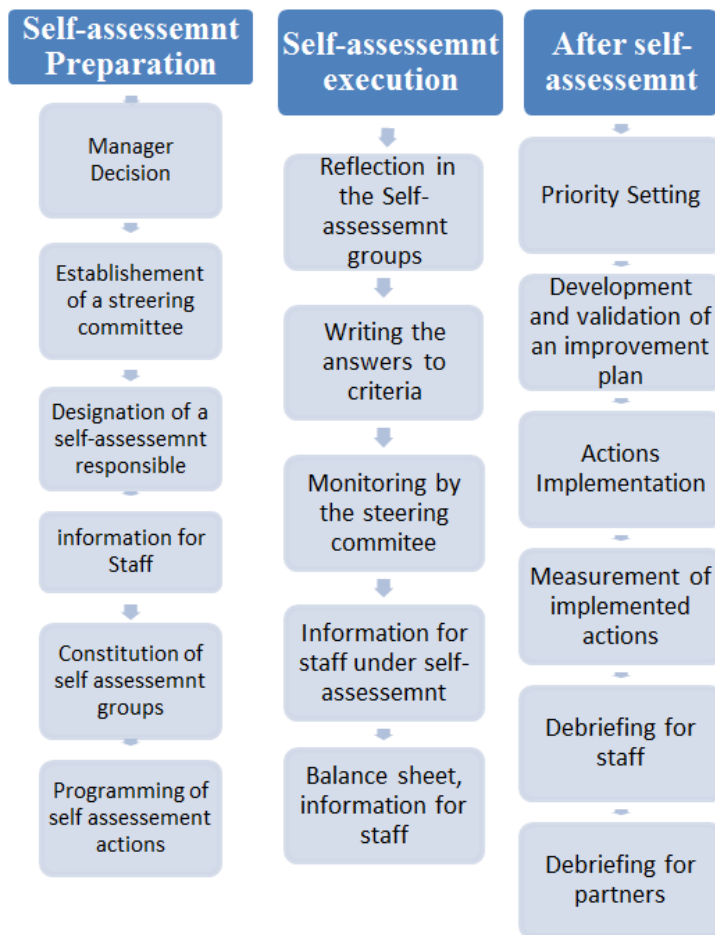 Self-assessemnt
Preparation
Manager
Decision
Establishement
of a streering
committee
Designation of a
self-assessemnt
responsible
information for
Staff
Constitution of
self assessemnt
groups
Programming of
self assessement
actions
Self-assessemnt
execution
Reflection in
the Self-
assessemnt
groups
Writing the
answers to
criteria
Monitoring by
the steering
commitee
Information for
staff under self-
assessemnt
Balance sheet,
information for
staff
After self-
assessemnt
Priority Setting
Development
and validation of
an improvement
plan
Actions
Implementation
Measurement of
implemented
actions
Debriefing for
staff
Debriefing for
partners